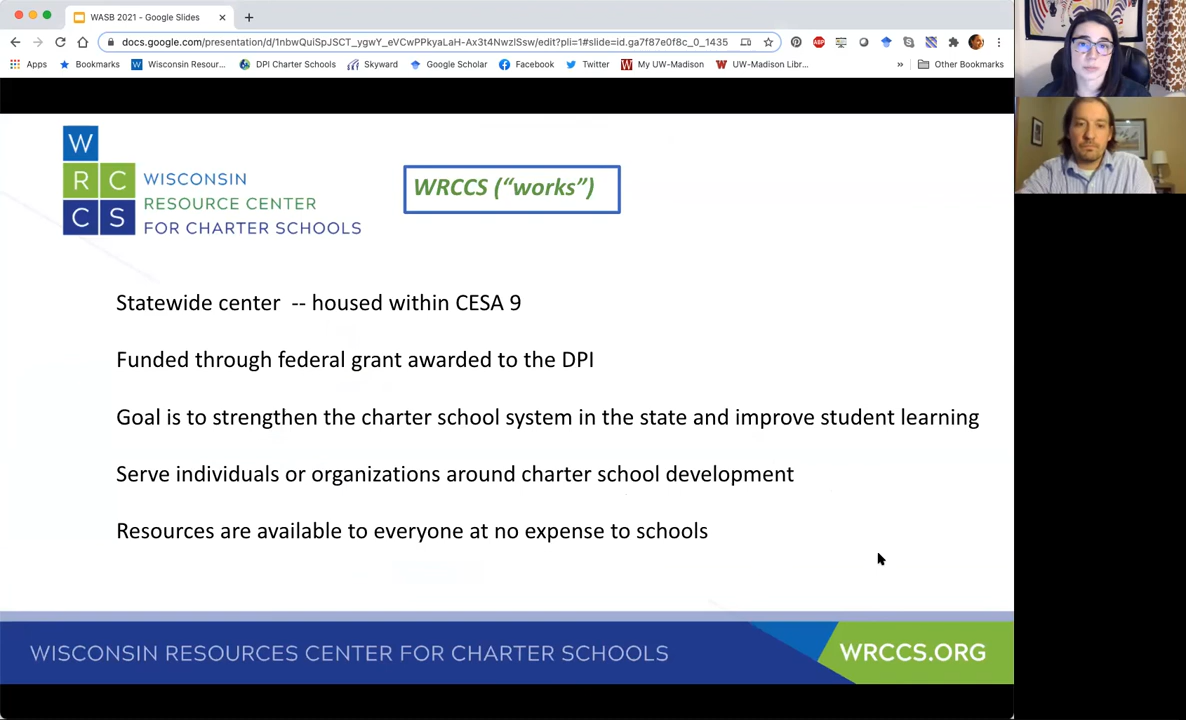 WASB 2021 - Google Slides
docs.google.com/presentation/d/1nbwQuiSpJSCT_ygwY_eVCwPPkyaLaH-Ax3t4NwzlSsw/edit?pli=1#slide=id.ga7f87e0f8c_0_1435
Apps Bookmarks Wisconsin Resour... DPI Charter Schools Skyward Google Scholar Facebook Twitter My UW-Madison UW-Madison Libr... » Other Bookmarks
W
R C
C S
WISCONSIN
RESOURCE CENTER
FOR CHARTER SCHOOLS
WRCCS (“works”)
Statewide center -- housed within CESA 9
Funded through federal grant awarded to the DPI
Goal is to strengthen the charter school system in the state and improve student learning
Serve individuals or organizations around charter school development
Resources are available to everyone at no expense to schools
WISCONSIN RESOURCES CENTER FOR CHARTER SCHOOLS
WRCCS.ORG